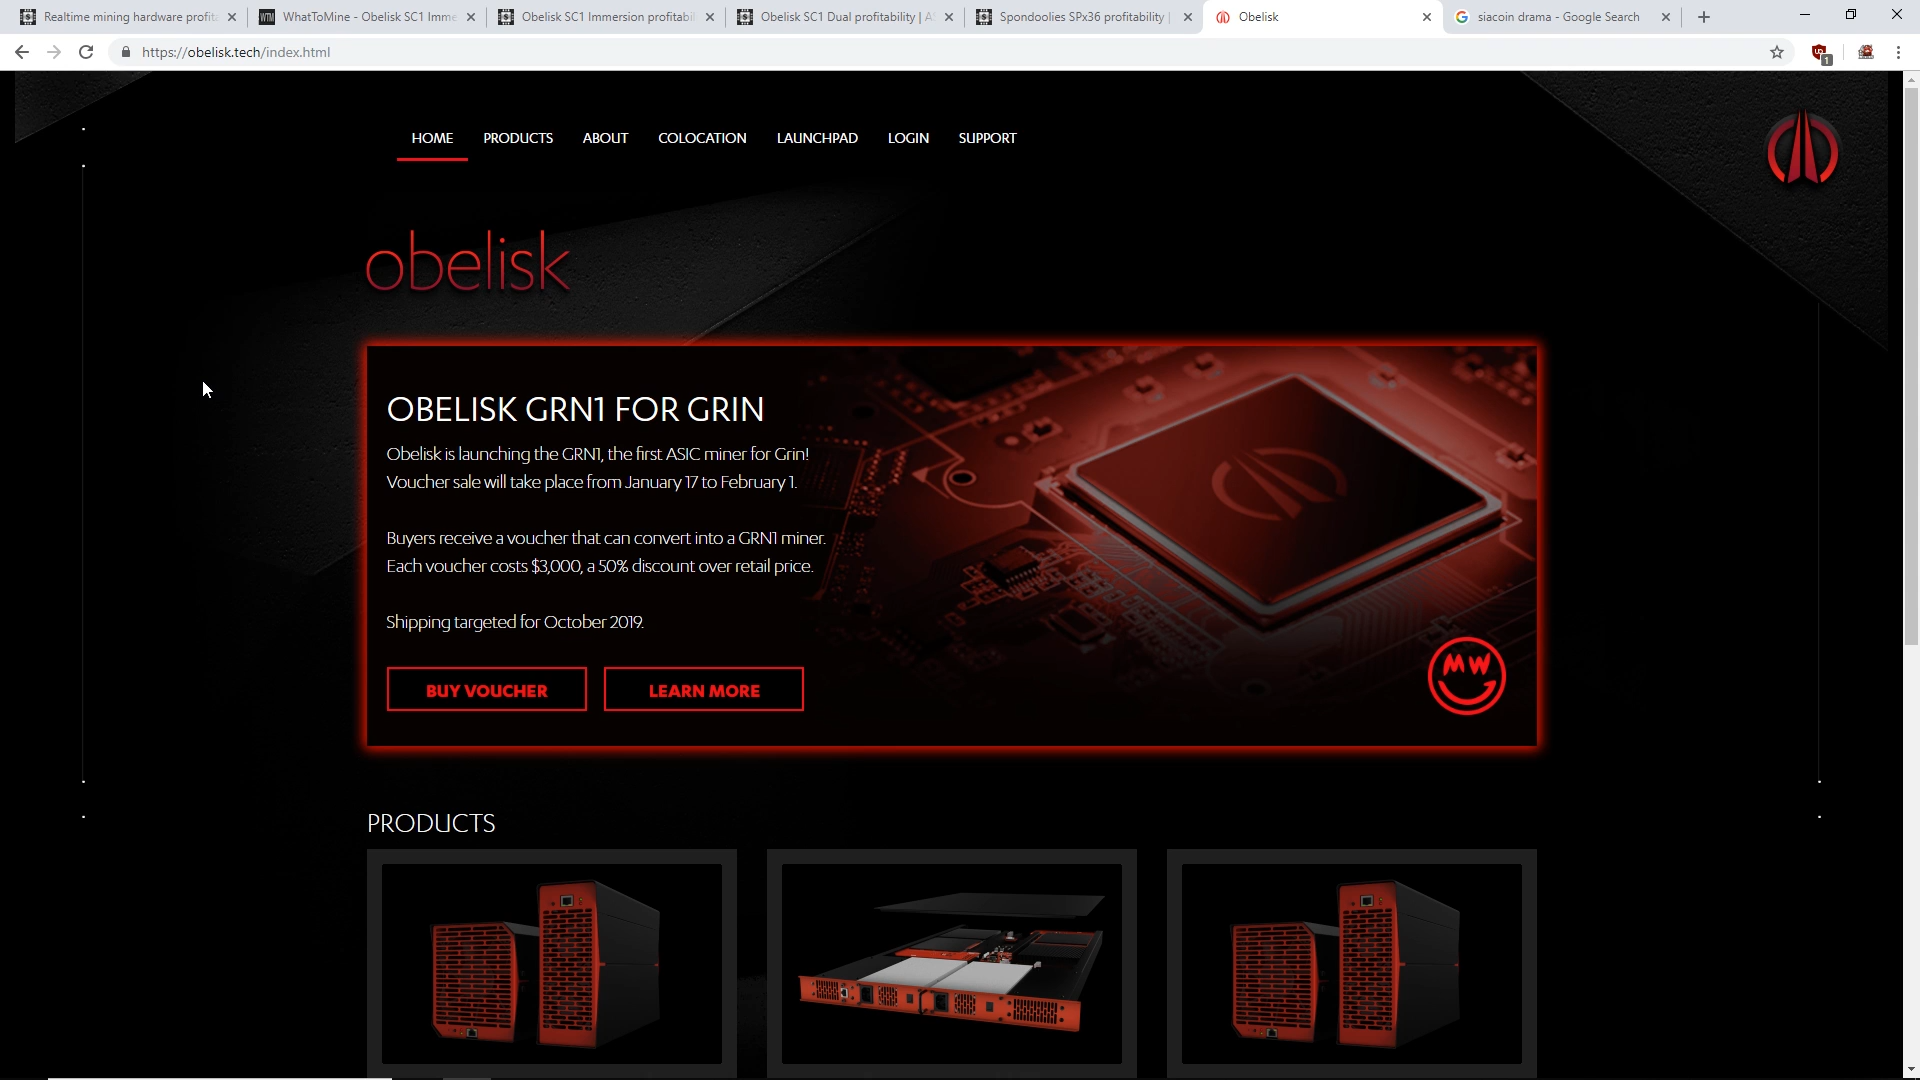 Realtime mining hardware profita
WhatToMine - Obelisk SC1 Imme
Obelisk SC1 Immersion profitabil
Obelisk SC1 Dual profitability | AS
Spondoolies SPx36 profitability |
Obelisk
siacoin drama - Google Search
https://obelisk.tech/index.html
1
HOME PRODUCTS ABOUT COLOCATION LAUNCHPAD LOGIN SUPPORT
obelisk
OBELISK GRN1 FOR GRIN
Obelisk is launching the GRN1, the first ASIC miner for Grin!
Voucher sale will take place from January 17 to February 1.
Buyers receive a voucher that can convert into a GRN1 miner.
Each voucher costs $3,000, a 50% discount over retail price.
Shipping targeted for October 2019.
BUY VOUCHER LEARN MORE
MW
PRODUCTS